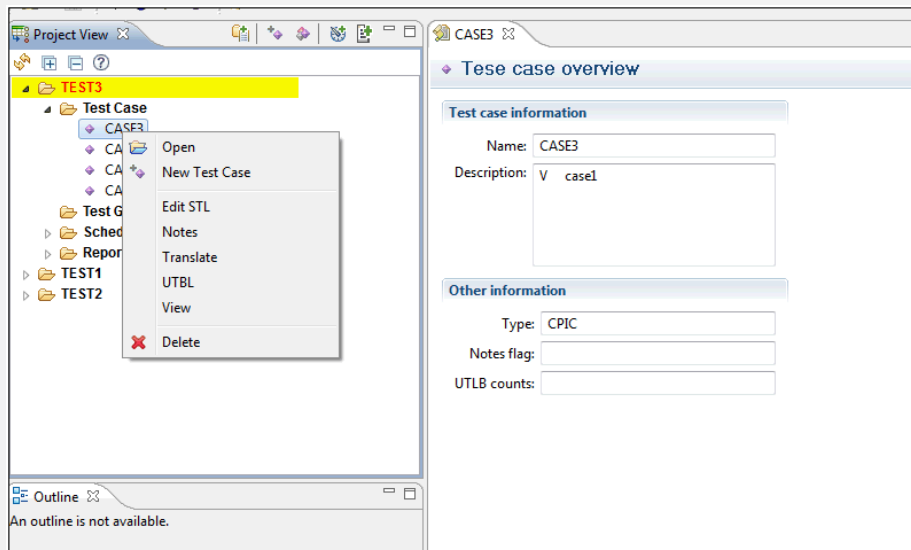 Project View
TEST3
Test Case
CASE3
CA
CA
CA
Test G
Sched
Repor
TEST1
TEST2
Open
New Test Case
Edit STL
Notes
Translate
UTBL
View
Delete
Outline
An outline is not available.
CASE3
Tese case overview
Test case information
Name: CASE3
Description: V case1
Other information
Type: CPIC
Notes flag:
UTLB counts: